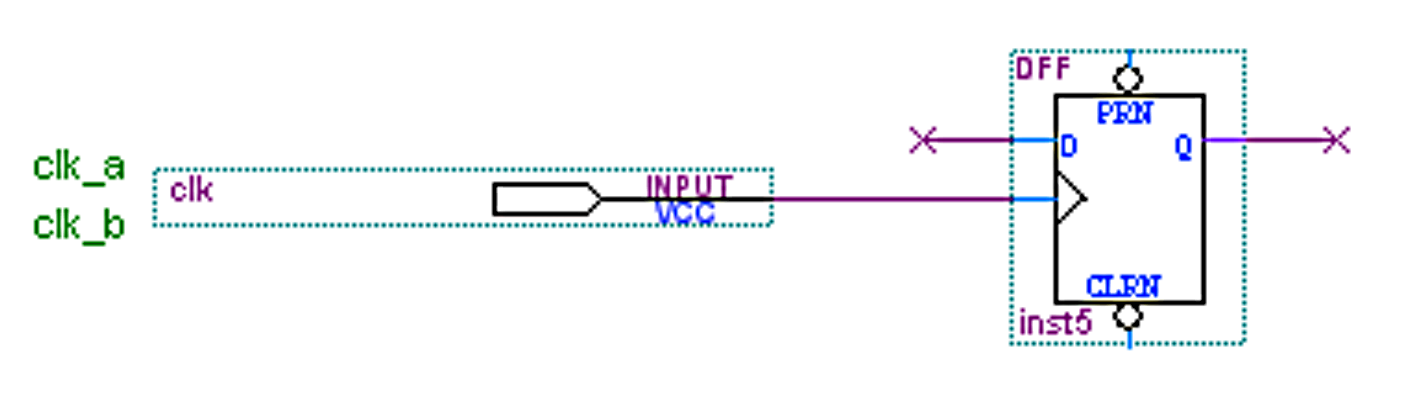 DFF
PRN
D
Q
clk_a
clk
INPUT
VCC
clk_b
CLRN
inst5